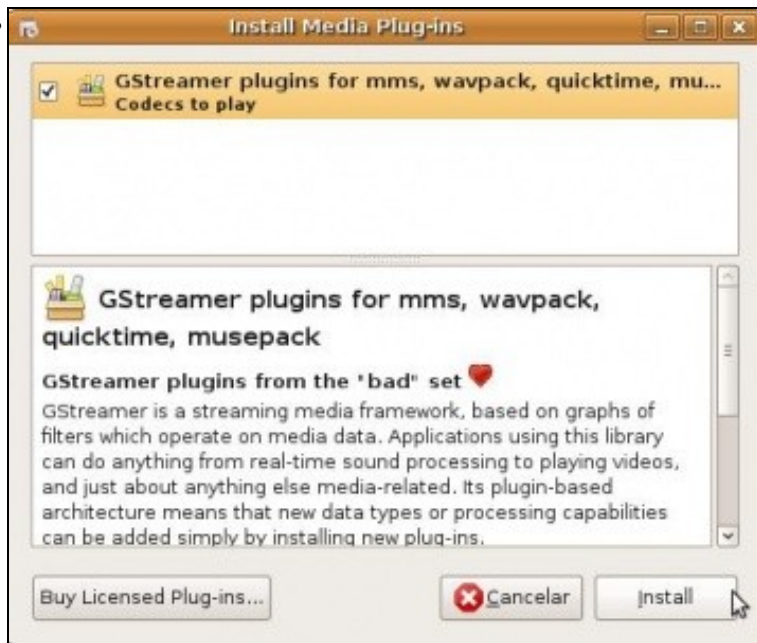 Install Media Plug-ins
GStreamer plugins for mms, wavpack, quicktime, mu...
Codecs to play
GStreamer plugins for mms, wavpack,
quicktime, musepack
GStreamer plugins from the "bad" set
GStreamer is a streaming media framework, based on graphs of
filters which operate on media data. Applications using this library
can do anything from real-time sound processing to playing videos,
and just about anything else media-related. Its plugin-based
architecture means that new data types or processing capabilities
can be added simply by installing new plug-ins.
Buy Licensed Plug-ins...
Cancelar
Install